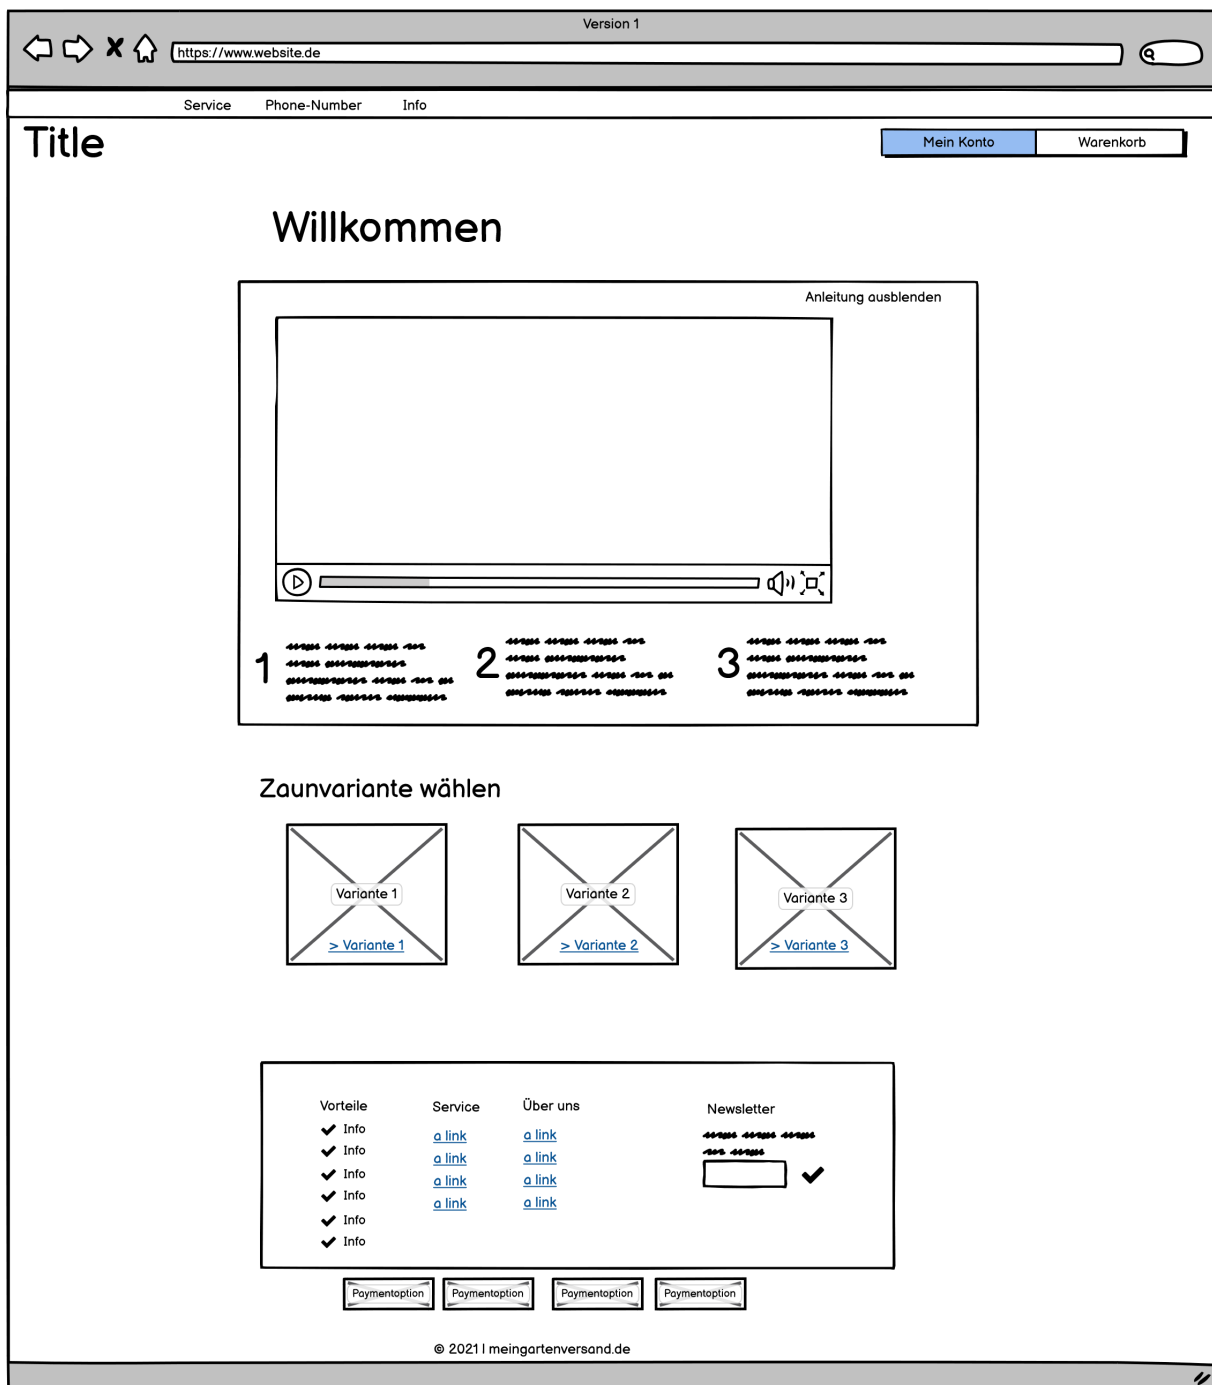 Version 1
https://www.website.de
Service Phone-Number Info
Title
Mein Konto Warenkorb
Willkommen
Anleitung ausblenden
1 2 3
Zaunvariante wählen
Variante 1 Variante 2 Variante 3
> Variante 1 > Variante 2 > Variante 3
Vorteile Service Über uns Newsletter
Info a link a link
Info a link a link
Info a link a link
Info a link a link
Info
Info
Paymentoption Paymentoption Paymentoption Paymentoption
© 2021 | meingartenversand.de